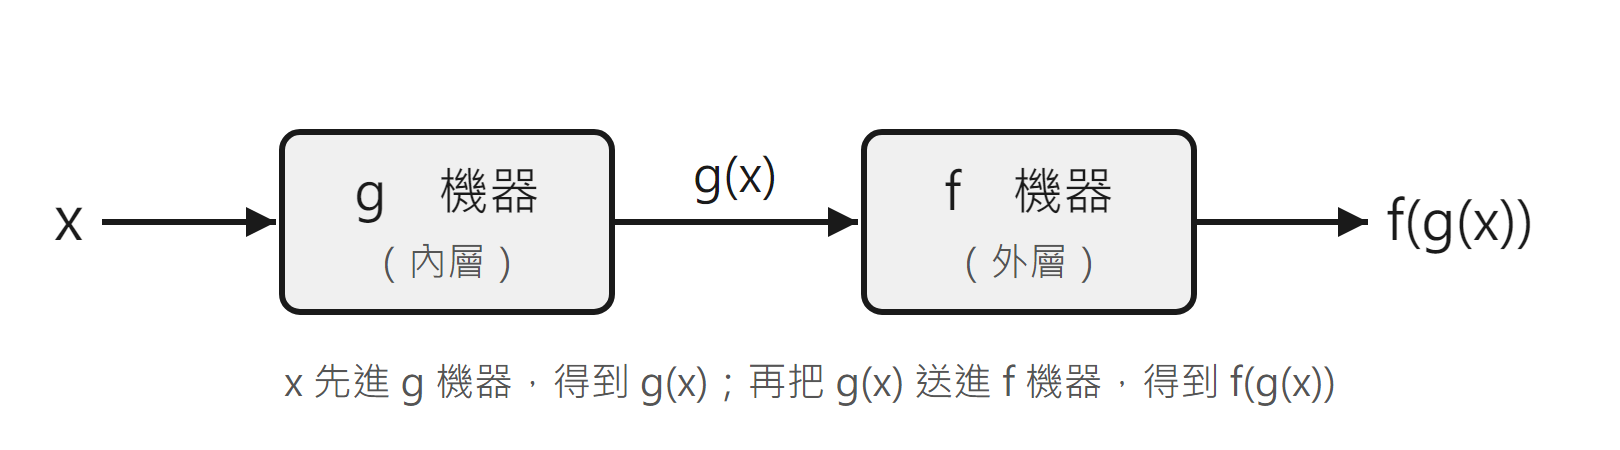 x
g 機器
(內層)
g(x)
f 機器
(外層)
f(g(x))
x 先進 g 機器，得到 g(x)；再把 g(x) 送進 f 機器，得到 f(g(x))